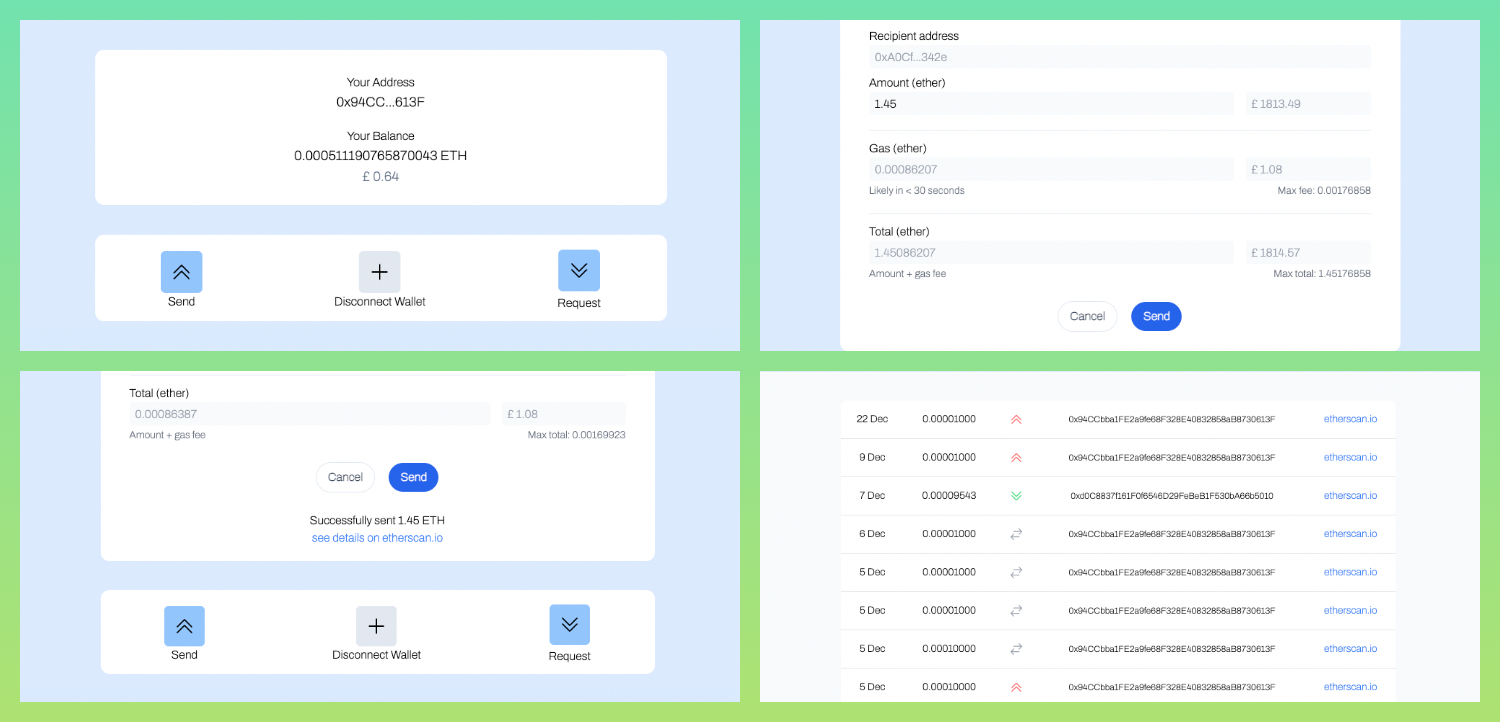 Your Address
0x94CC...613F
Your Balance
0.000511190765870043 ETH
£ 0.64
Send
Disconnect Wallet
Request
Recipient address
0xA0Cf...342e
Amount (ether)
1.45 £ 1813.49
Gas (ether)
0.00086207 £ 1.08
Likely in < 30 seconds Max fee: 0.00176858
Total (ether)
1.45086207 £ 1814.57
Amount + gas fee Max total: 1.45176858
Cancel Send
Total (ether)
0.00086387 £ 1.08
Amount + gas fee Max total: 0.00169923
Cancel Send
Successfully sent 1.45 ETH
see details on etherscan.io
Send
Disconnect Wallet
Request
22 Dec 0.00001000 0x94CCbba1FE2a9fe68F328E40832858aB8730613F etherscan.io
9 Dec 0.00001000 0x94CCbba1FE2a9fe68F328E40832858aB8730613F etherscan.io
7 Dec 0.00009543 0xd0C8837f161F0f6546D29FeBeB1F530bA66b5010 etherscan.io
6 Dec 0.00001000 0x94CCbba1FE2a9fe68F328E40832858aB8730613F etherscan.io
5 Dec 0.00001000 0x94CCbba1FE2a9fe68F328E40832858aB8730613F etherscan.io
5 Dec 0.00001000 0x94CCbba1FE2a9fe68F328E40832858aB8730613F etherscan.io
5 Dec 0.00010000 0x94CCbba1FE2a9fe68F328E40832858aB8730613F etherscan.io
5 Dec 0.00010000 0x94CCbba1FE2a9fe68F328E40832858aB8730613F etherscan.io